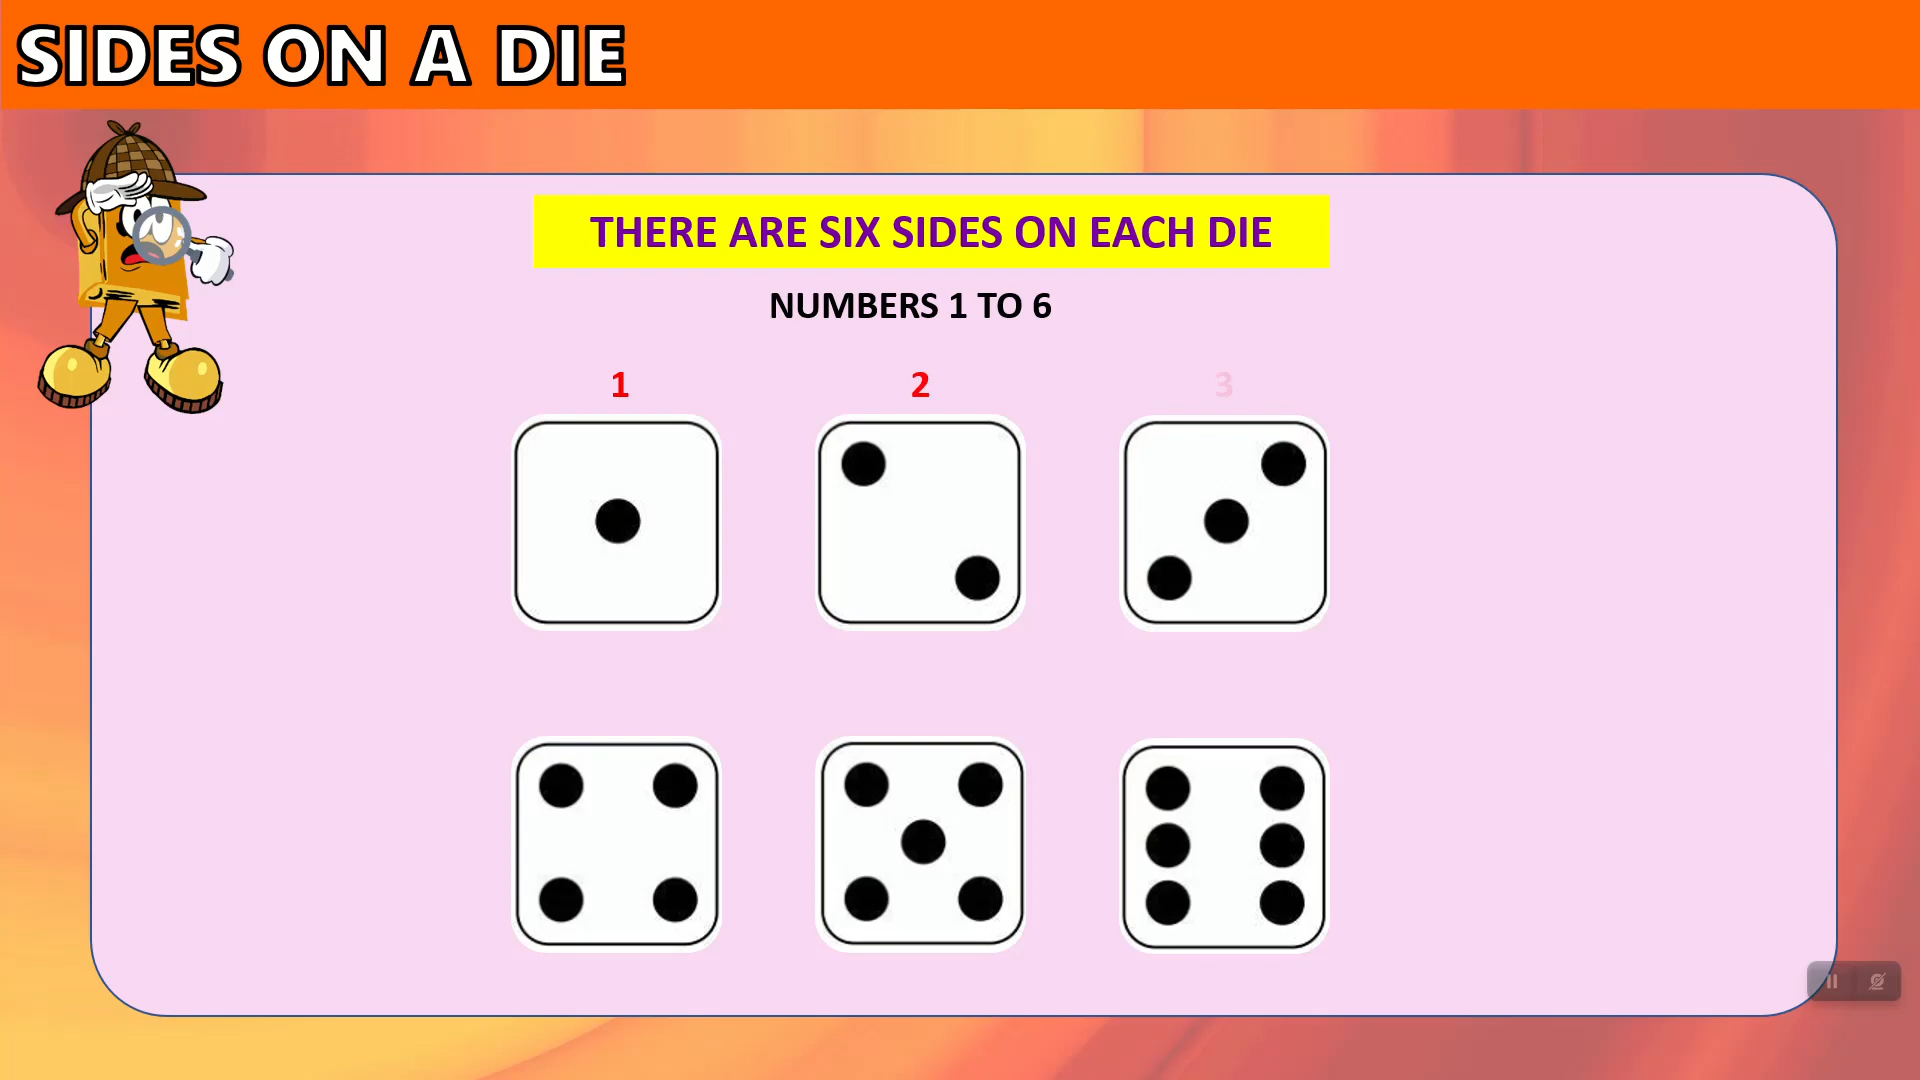 SIDES ON A DIE
THERE ARE SIX SIDES ON EACH DIE
NUMBERS 1 TO 6
1 2 3